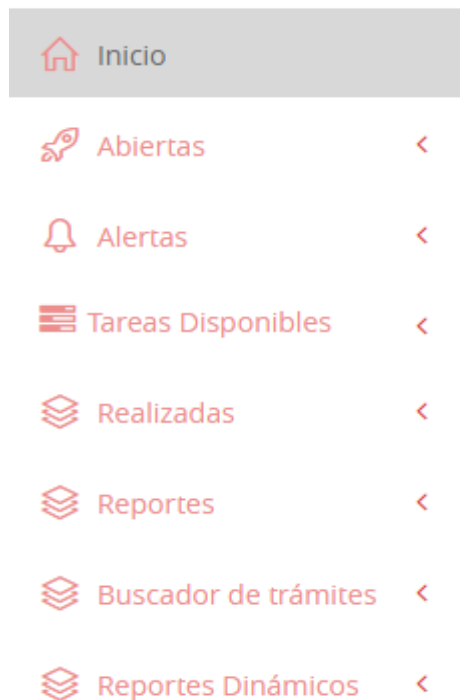 Inicio
Abiertas
Alertas
Tareas Disponibles
Realizadas
Reportes
Buscador de trámites
Reportes Dinámicos